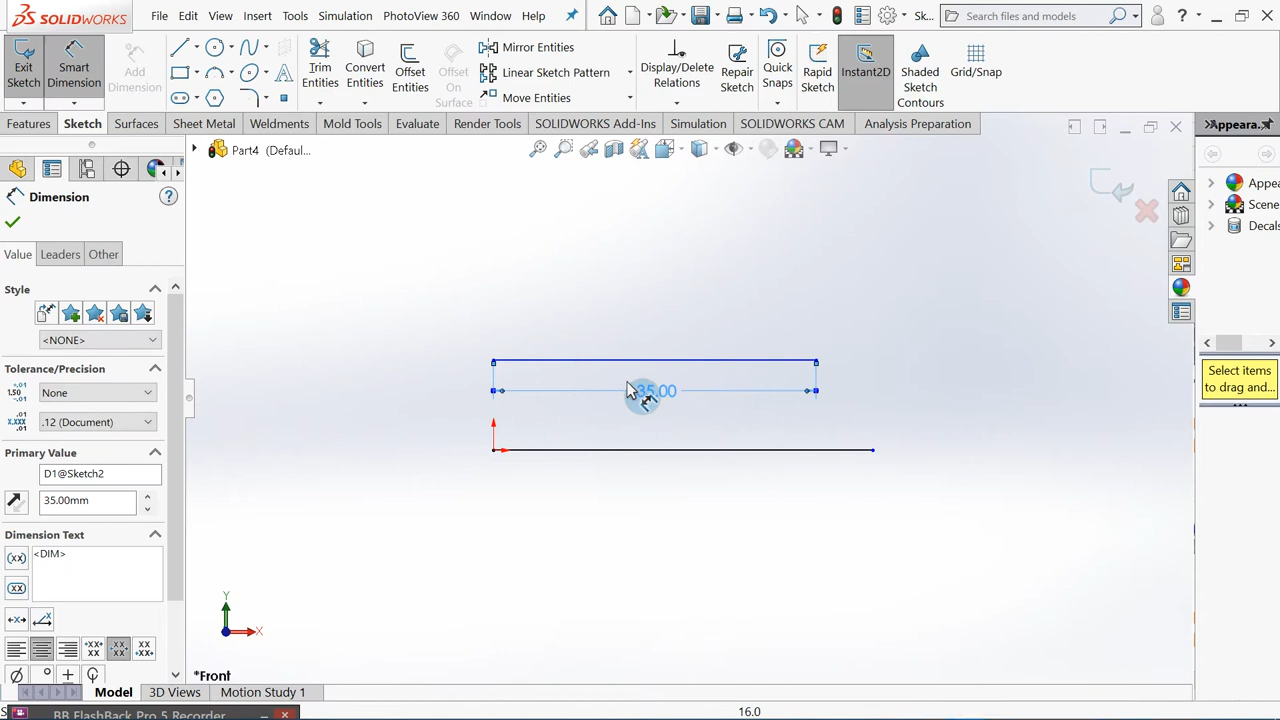 SOLIDWORKS File Edit View Insert Tools Simulation PhotoView 360 Window Help Sk... Search files and models ?
Exit Sketch Smart Dimension Add Dimension Trim Entities Convert Entities Offset Entities Offset On Surface Mirror Entities Linear Sketch Pattern Move Entities Display/Delete Relations Repair Sketch Quick Snaps Rapid Sketch Instant2D Shaded Sketch Contours Grid/Snap
Features Sketch Surfaces Sheet Metal Weldments Mold Tools Evaluate Render Tools SOLIDWORKS Add-Ins Simulation SOLIDWORKS CAM Analysis Preparation Appeara...
Part4 (Defaul...
Dimension ?
Appea
Scene
Decals
Value Leaders Other
Style
<NONE>
Tolerance/Precision
None
.12 (Document)
Primary Value
D1@Sketch2
35.00mm
Dimension Text
<DIM>
35.00
Select items
to drag and...
Y
X
*Front
Model 3D Views Motion Study 1
BB FlashBack Pro 5 Recorder
16.0